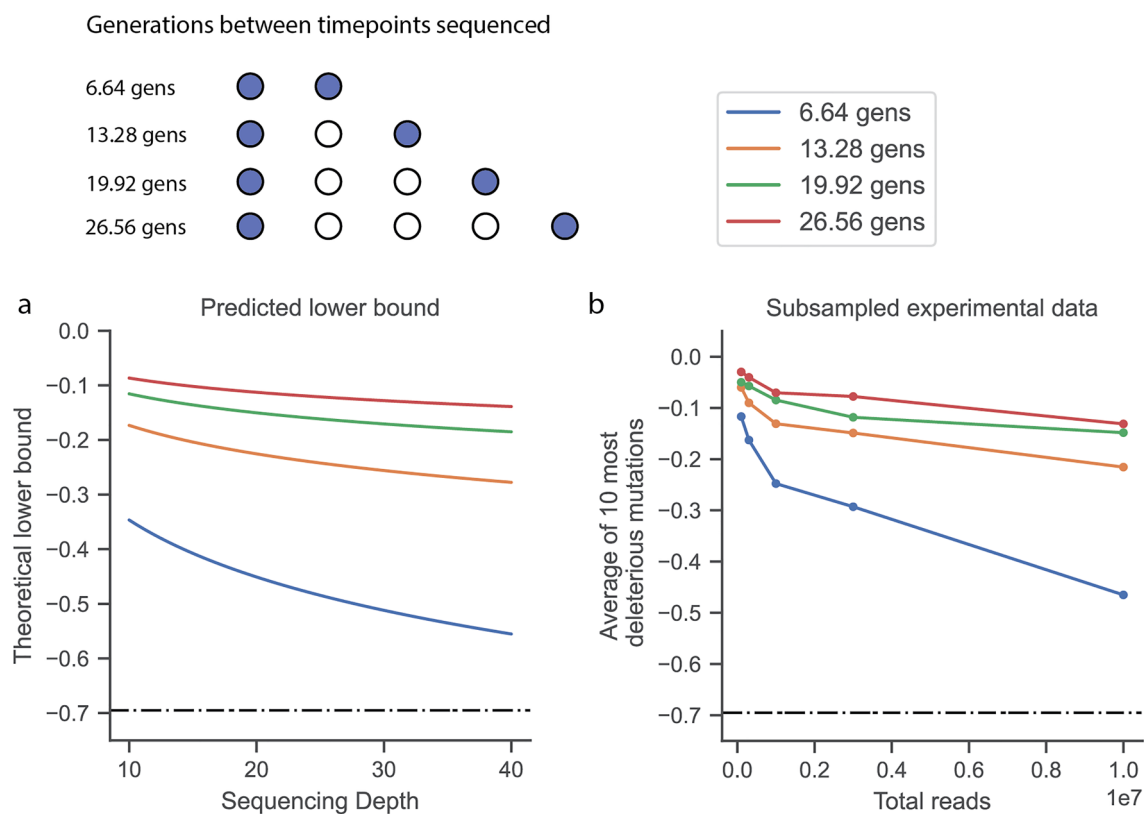 Generations between timepoints sequenced
6.64 gens
13.28 gens
19.92 gens
26.56 gens
6.64 gens
13.28 gens
19.92 gens
26.56 gens
a
Predicted lower bound
Theoretical lower bound
0.0
−0.1
−0.2
−0.3
−0.4
−0.5
−0.6
−0.7
10
20
30
40
Sequencing Depth
b
Subsampled experimental data
Average of 10 most
deleterious mutations
0.0
−0.1
−0.2
−0.3
−0.4
−0.5
−0.6
−0.7
0.0
0.2
0.4
0.6
0.8
1.0
1e7
Total reads